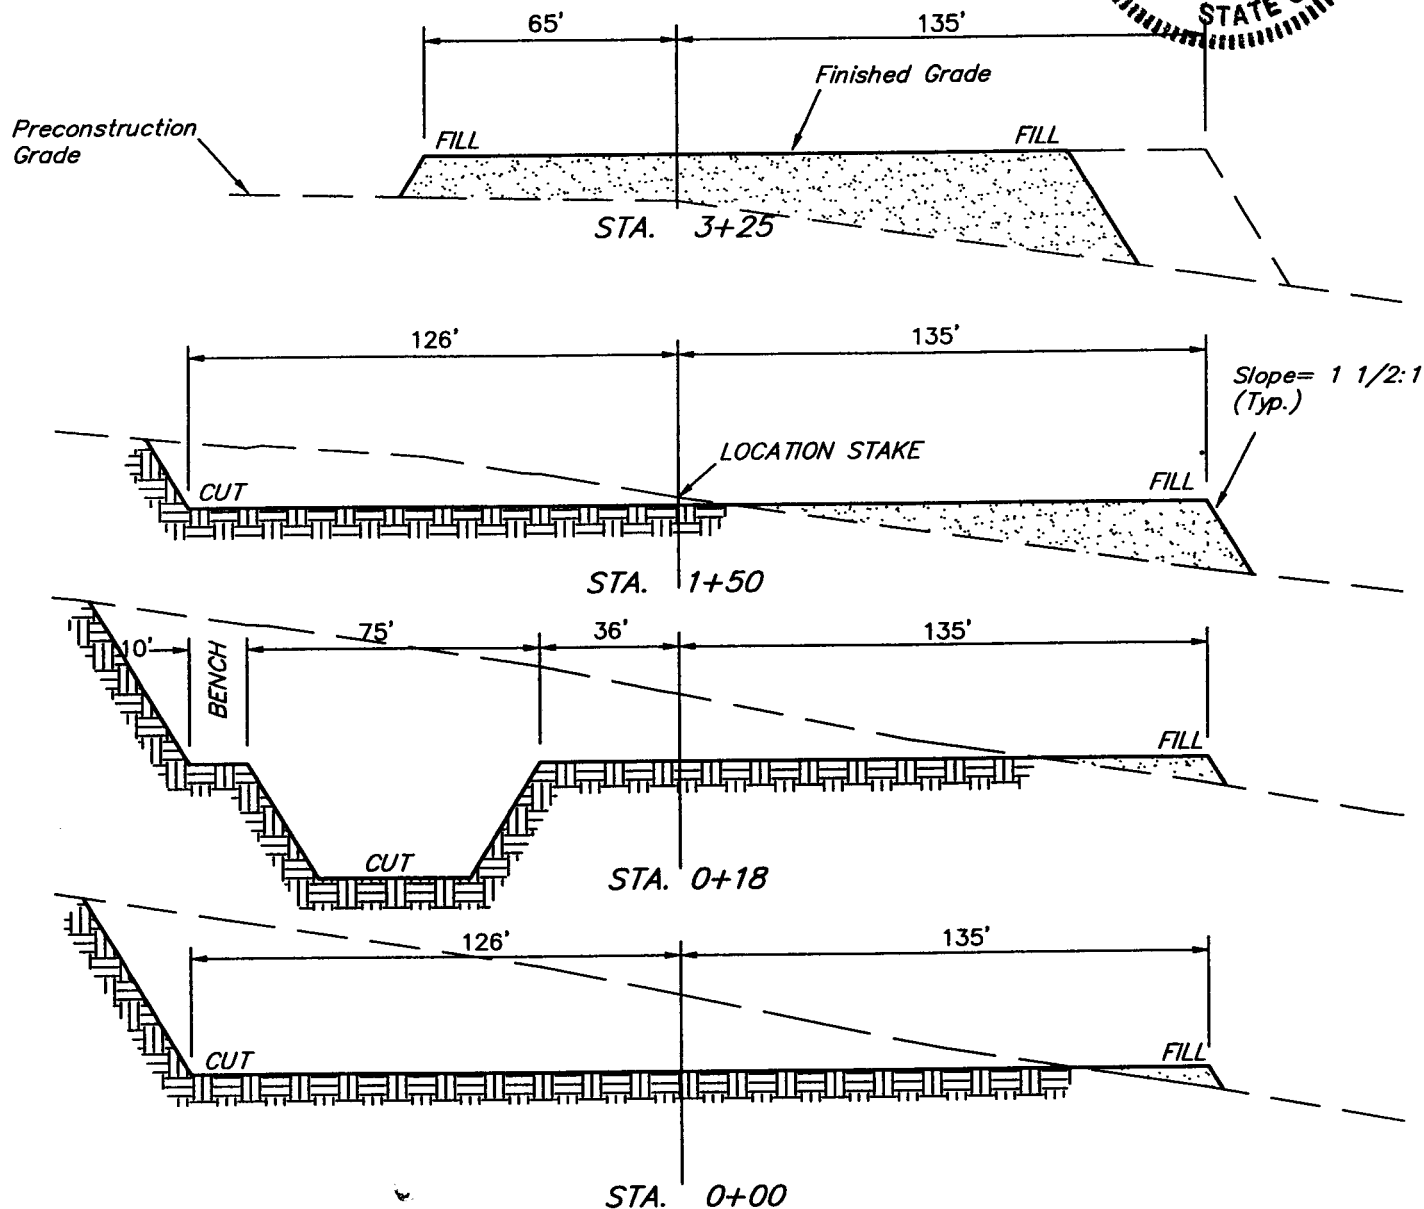 STATE
65'
135'
Finished Grade
Preconstruction
Grade
FILL
FILL
STA. 3+25
126'
135'
Slope= 1 1/2:1
(Typ.)
LOCATION STAKE
CUT
FILL
STA. 1+50
10'
BENCH
75'
36'
135'
FILL
CUT
STA. 0+18
126'
135'
CUT
FILL
STA. 0+00